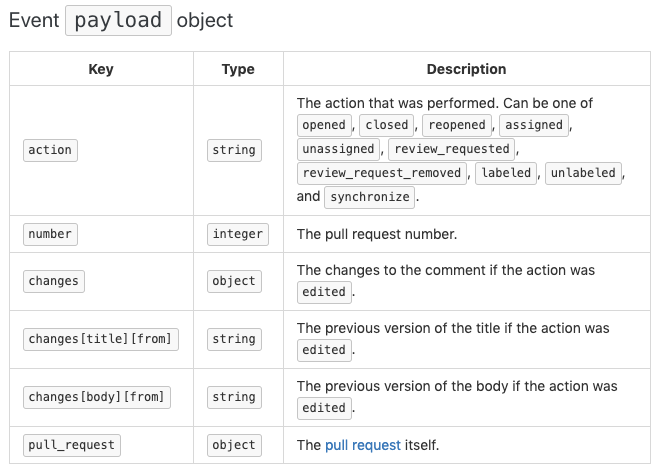 Event payload object
Key Type Description
The action that was performed. Can be one of
opened, closed, reopened, assigned,
action string unassigned, review_requested,
review_request_removed, labeled, unlabeled,
and synchronize.
number integer The pull request number.
The changes to the comment if the action was
changes object
edited.
The previous version of the title if the action was
changes[title][from] string
edited.
The previous version of the body if the action was
changes[body][from] string
edited.
pull_request object The pull request itself.